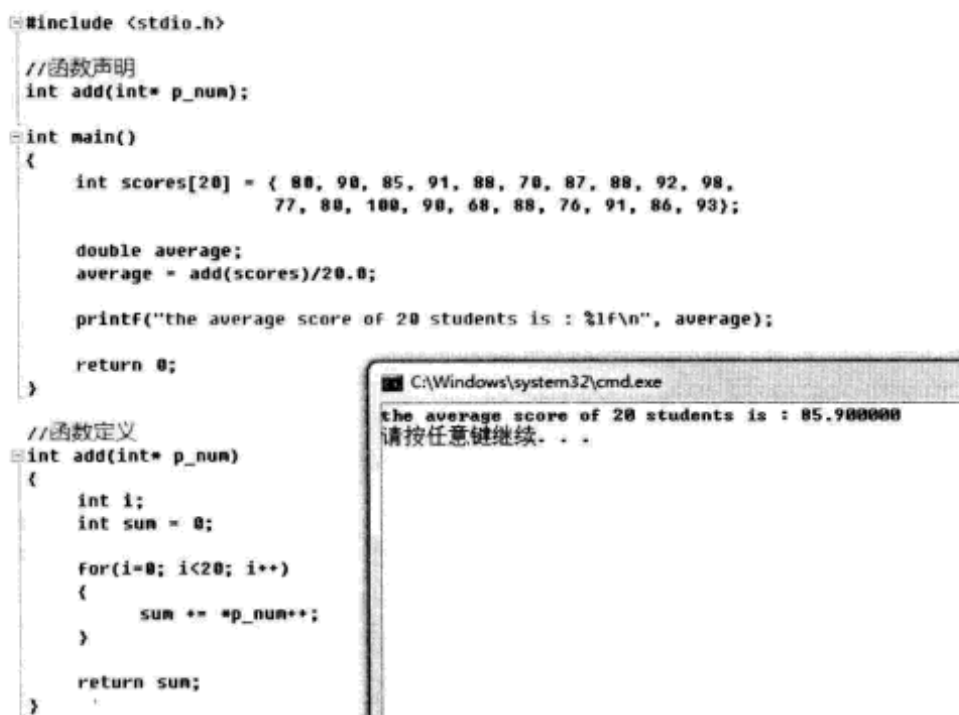 #include <stdio.h>
//函数声明
int add(int* p_num);
int main()
{
int scores[20] = { 80, 90, 85, 91, 88, 70, 87, 88, 92, 98,
77, 80, 100, 90, 68, 88, 76, 91, 86, 93};
double average;
average = add(scores)/20.0;
printf("the average score of 20 students is : %lf\n", average);
return 0;
}
//函数定义
int add(int* p_num)
{
int i;
int sum = 0;
for(i=0; i<20; i++)
{
sum += *p_num++;
}
return sum;
}
C:\Windows\system32\cmd.exe
the average score of 20 students is : 85.900000
请按任意键继续. . .